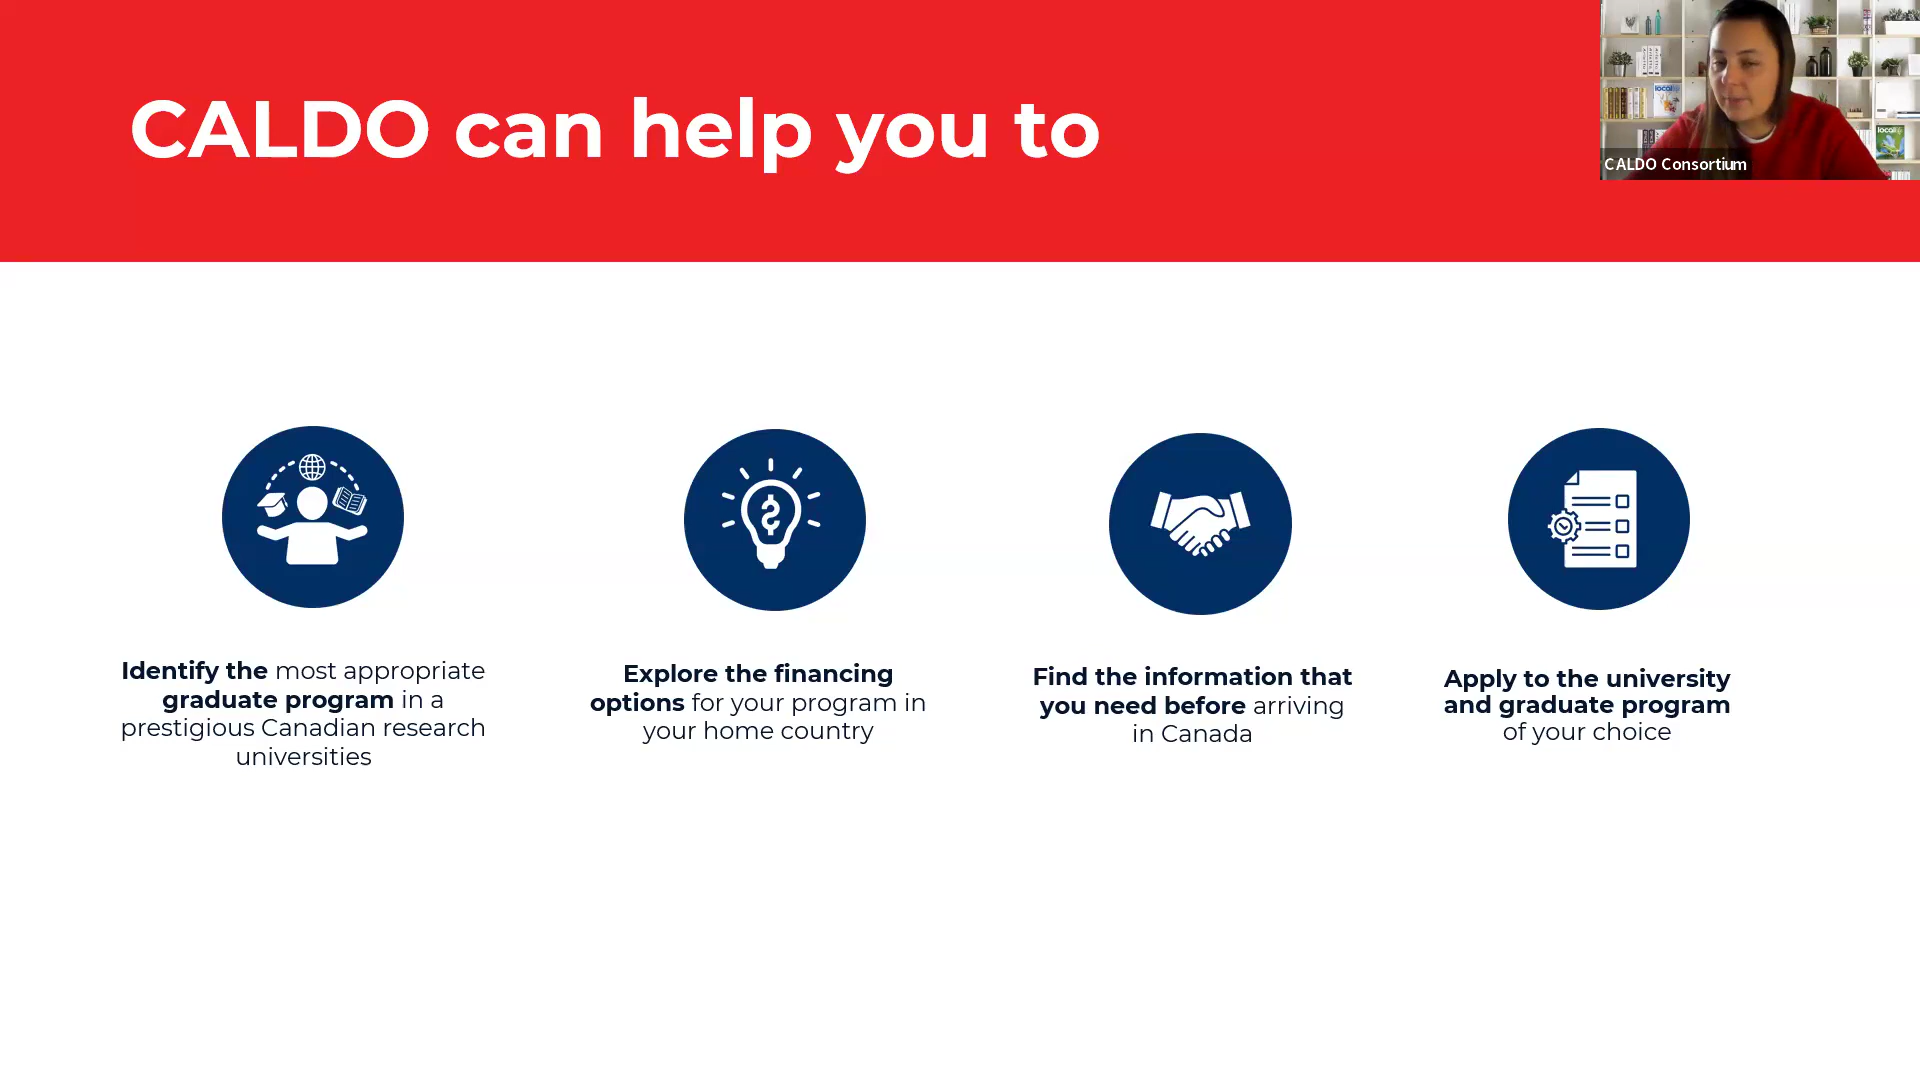 CALDO can help you to
CALDO Consortium
local
local
Identify the most appropriate
graduate program in a
prestigious Canadian research
universities
Explore the financing
options for your program in
your home country
Find the information that
you need before arriving
in Canada
Apply to the university
and graduate program
of your choice